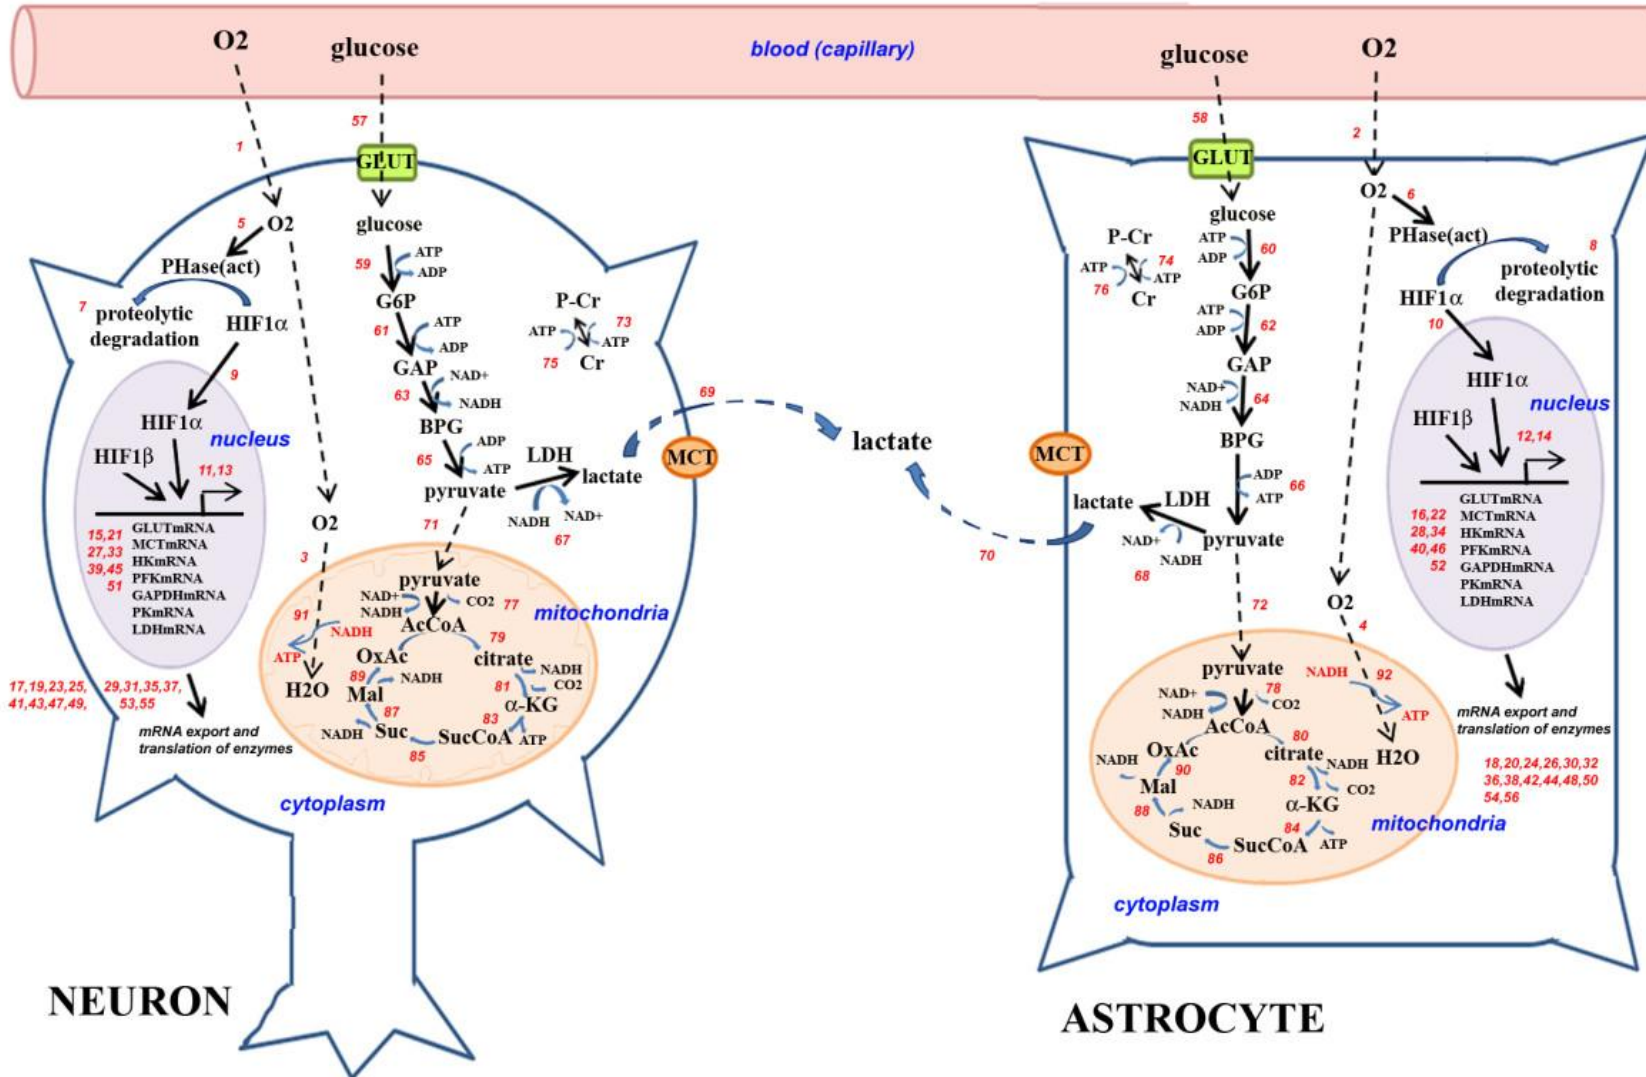 O2
glucose
blood (capillary)
glucose
O2
57
1
GLUT
58
2
GLUT
O2
5
PHase(act)
7
proteolytic
degradation
HIF1α
9
HIF1α
nucleus
HIF1β
11,13
15,21
27,33
39,45
51
GLUTmRNA
MCTmRNA
HKmRNA
PFKmRNA
GAPDHmRNA
PKmRNA
LDHmRNA
17,19,23,25,
41,43,47,49,
29,31,35,37,
53,55
mRNA export and
translation of enzymes
glucose
59
ATP
ADP
G6P
61
ATP
ADP
GAP
63
NAD+
NADH
BPG
65
ADP
ATP
pyruvate
LDH
lactate
NADH
NAD+
67
71
P-Cr
73
ATP
ATP
75
Cr
MCT
69
lactate
70
O2
3
91
NADH
ATP
H2O
pyruvate
NAD+
NADH
CO2
77
mitochondria
AcCoA
79
OxAc
citrate
NADH
89
NADH
81
CO2
Mal
α-KG
87
83
NADH
Suc
SucCoA
ATP
85
cytoplasm
NEURON
O2
6
PHase(act)
8
proteolytic
degradation
HIF1α
10
HIF1α
nucleus
HIF1β
12,14
16,22
28,34
40,46
52
GLUTmRNA
MCTmRNA
HKmRNA
PFKmRNA
GAPDHmRNA
PKmRNA
LDHmRNA
mRNA export and
translation of enzymes
18,20,24,26,30,32
36,38,42,44,48,50
54,56
glucose
ATP
60
ADP
G6P
ATP
62
ADP
GAP
NAD+
64
NADH
BPG
ADP
66
ATP
pyruvate
LDH
lactate
NAD+
NADH
68
72
P-Cr
74
ATP
ATP
76
Cr
MCT
O2
4
NADH
92
ATP
H2O
pyruvate
NAD+
78
CO2
NADH
AcCoA
80
OxAc
citrate
NADH
90
NADH
82
CO2
Mal
α-KG
88
NADH
84
mitochondria
Suc
SucCoA
ATP
86
cytoplasm
ASTROCYTE